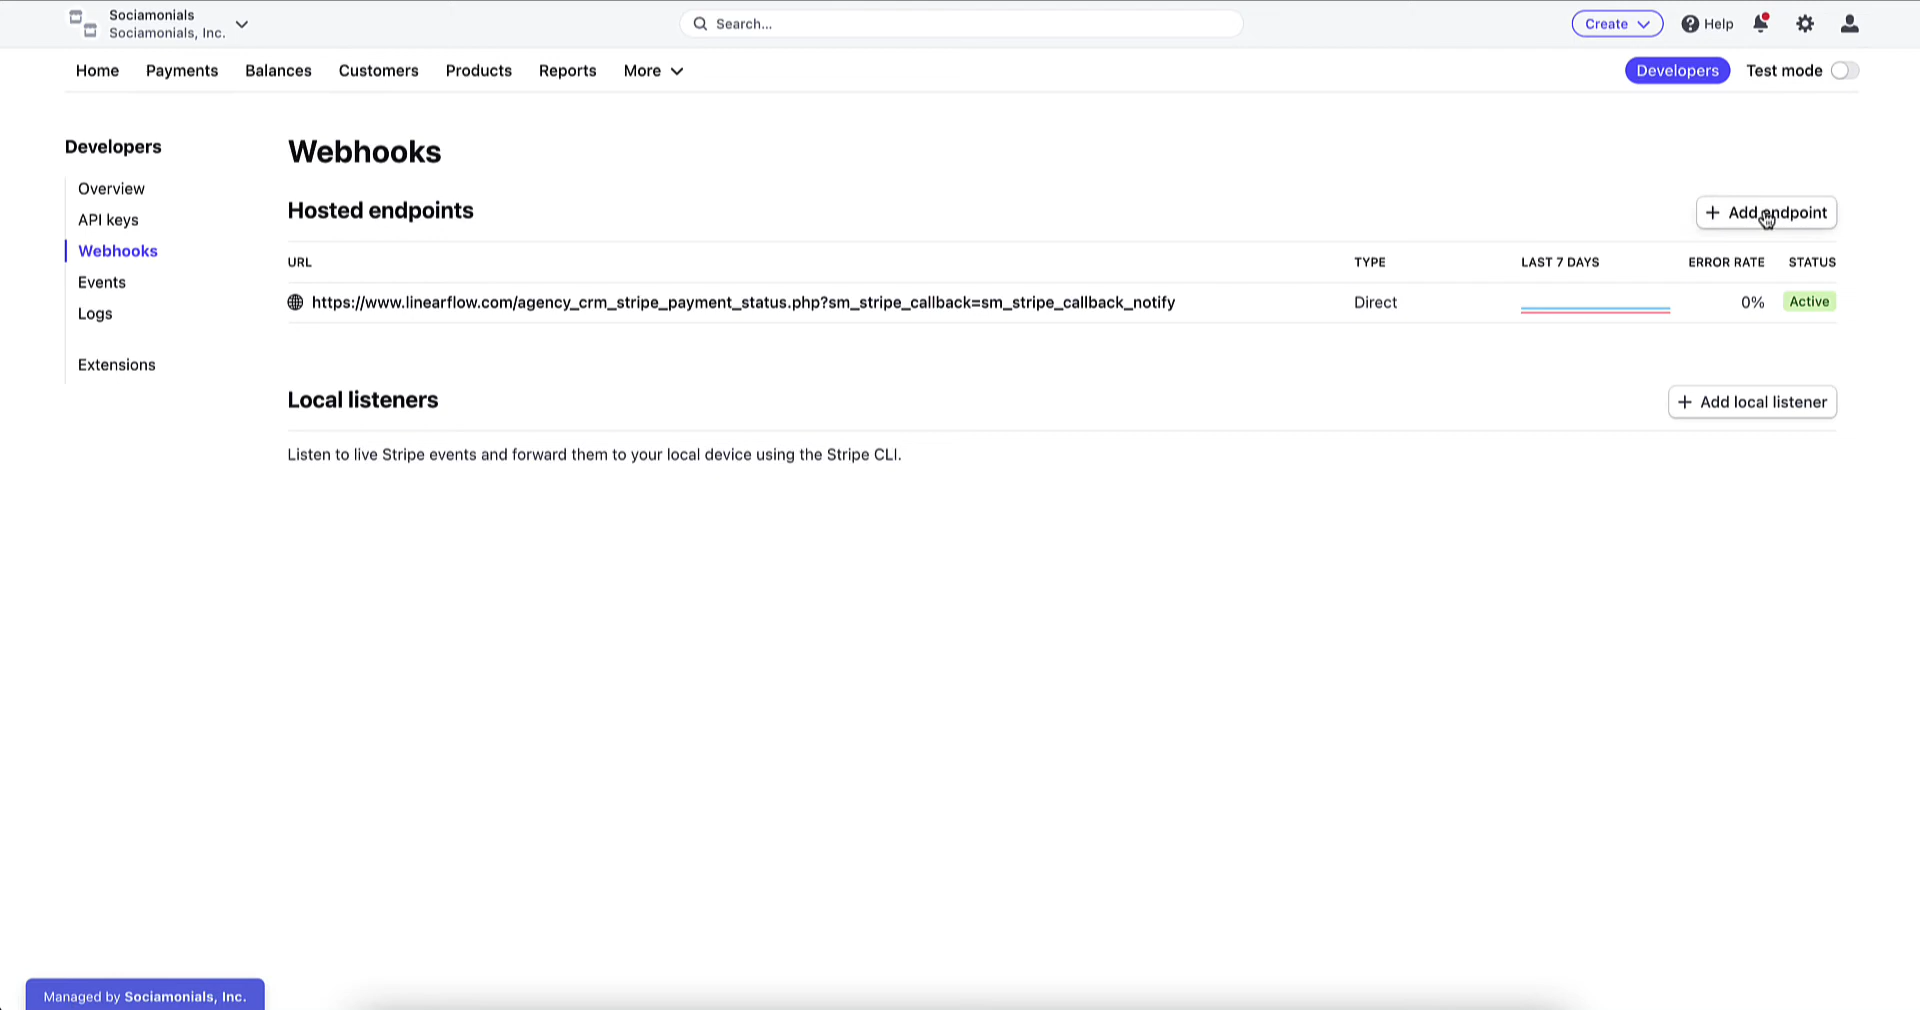 Sociamonials
Sociamonials, Inc.
Search...
Create
Help
Home
Payments
Balances
Customers
Products
Reports
More
Developers
Test mode
Developers
Overview
API keys
Webhooks
Events
Logs
Extensions
Webhooks
Hosted endpoints
+ Add endpoint
URL
TYPE
LAST 7 DAYS
ERROR RATE
STATUS
https://www.linearflow.com/agency_crm_stripe_payment_status.php?sm_stripe_callback=sm_stripe_callback_notify
Direct
0%
Active
Local listeners
+ Add local listener
Listen to live Stripe events and forward them to your local device using the Stripe CLI.
Managed by Sociamonials, Inc.